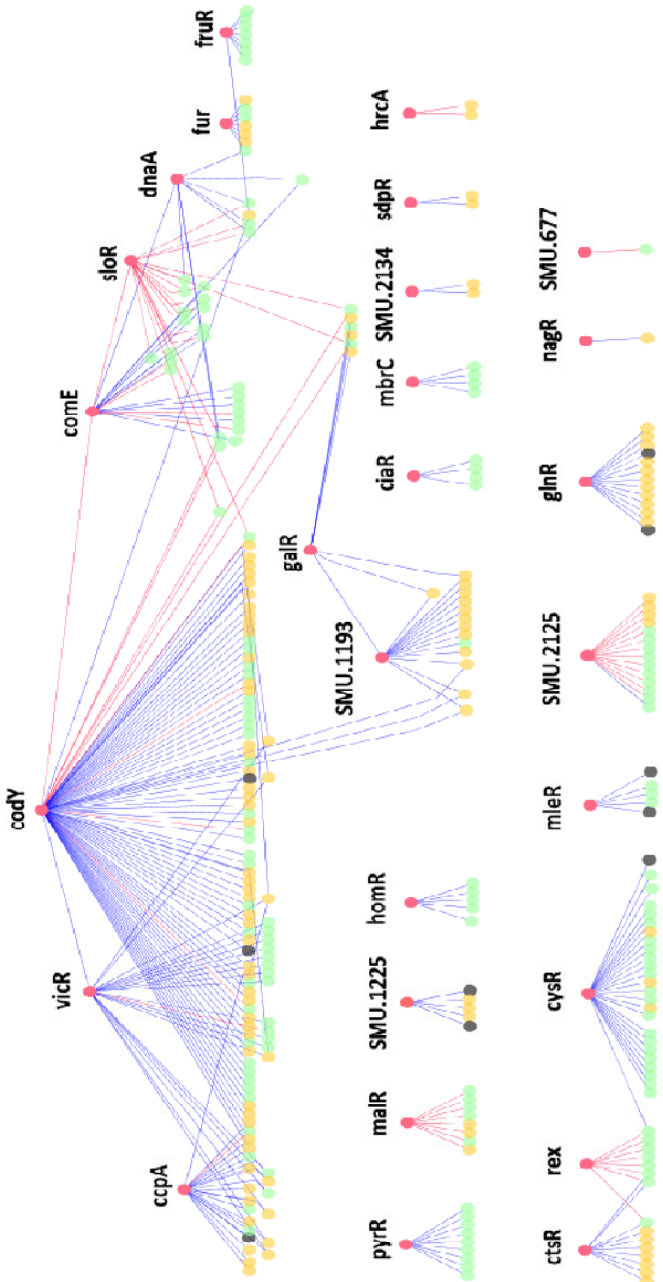 fruR
fur
dnaA
sloR
comE
codY
vicR
ccpA
hrcA
sdpR
SMU.2134
mbrC
ciaR
galR
SMU.1193
homR
SMU.1225
malR
pyrR
SMU.677
nagR
glnR
SMU.2125
mleR
cysR
rex
ctsR